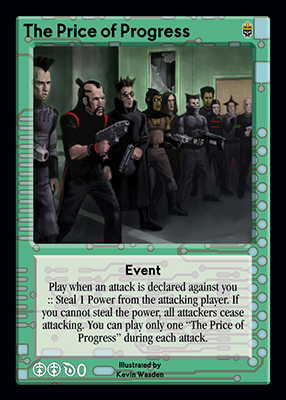 The Price of Progress
Event
Play when an attack is declared against you
:: Steal 1 Power from the attacking player. If
you cannot steal the power, all attackers cease
attacking. You can play only one “The Price of
Progress” during each attack.
0
Illustrated by
Kevin Wasden